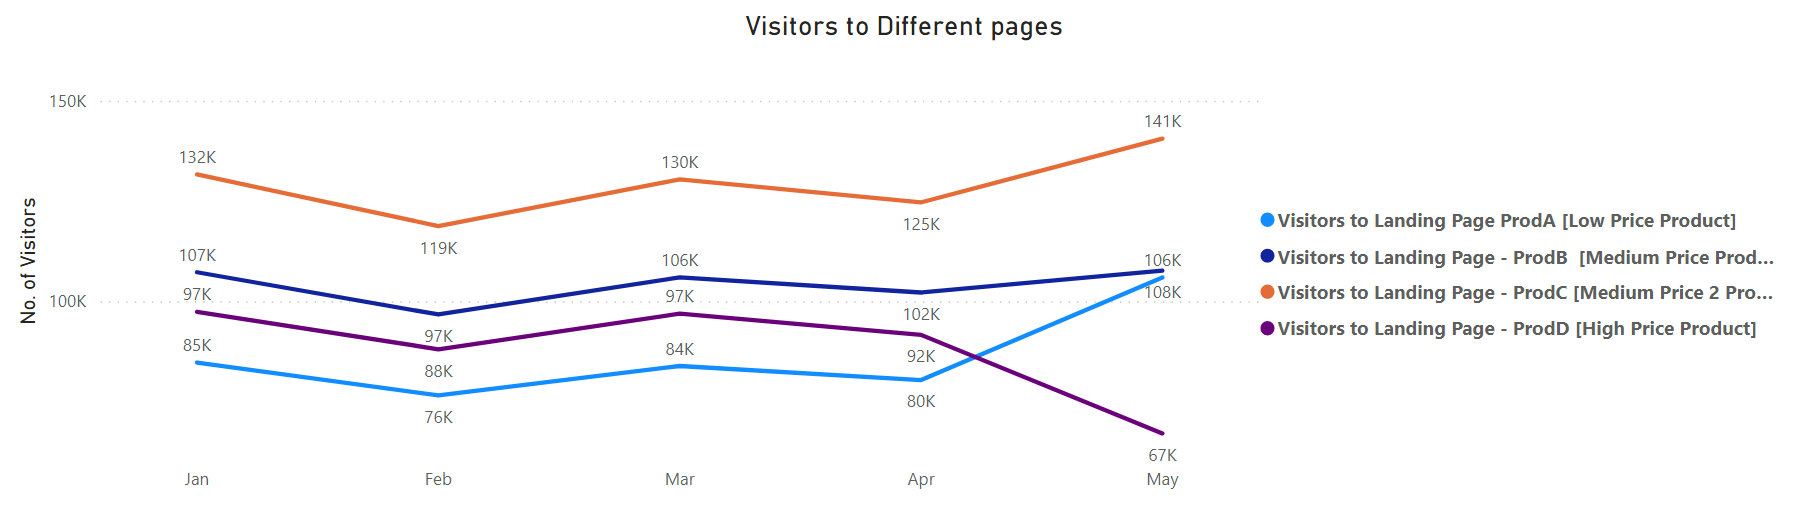 Visitors to Different pages
No. of Visitors
150K
100K
132K
119K
130K
125K
141K
107K
97K
106K
102K
106K
97K
88K
97K
92K
108K
85K
76K
84K
80K
67K
Jan Feb Mar Apr May
Visitors to Landing Page ProdA [Low Price Product]
Visitors to Landing Page - ProdB [Medium Price Prod...
Visitors to Landing Page - ProdC [Medium Price 2 Pro...
Visitors to Landing Page - ProdD [High Price Product]